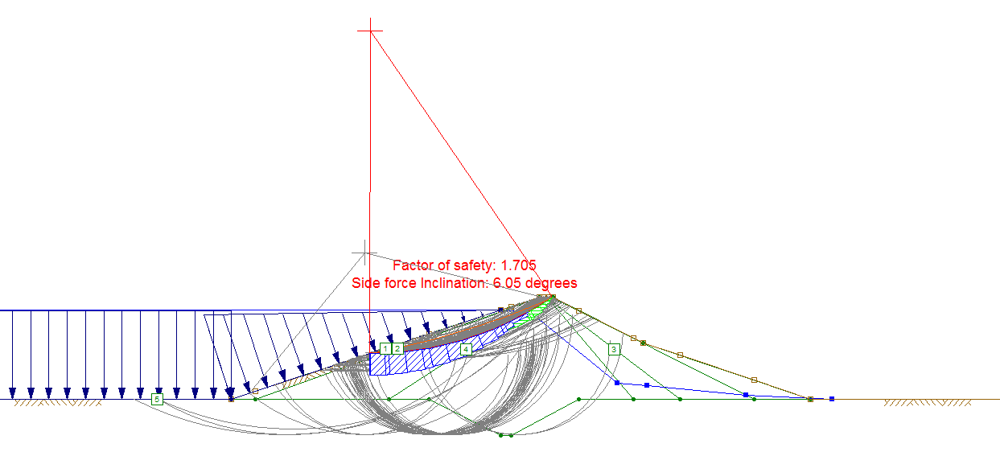 Factor of safety: 1.705
Side force Inclination: 6.05 degrees
1 2 4 3
5